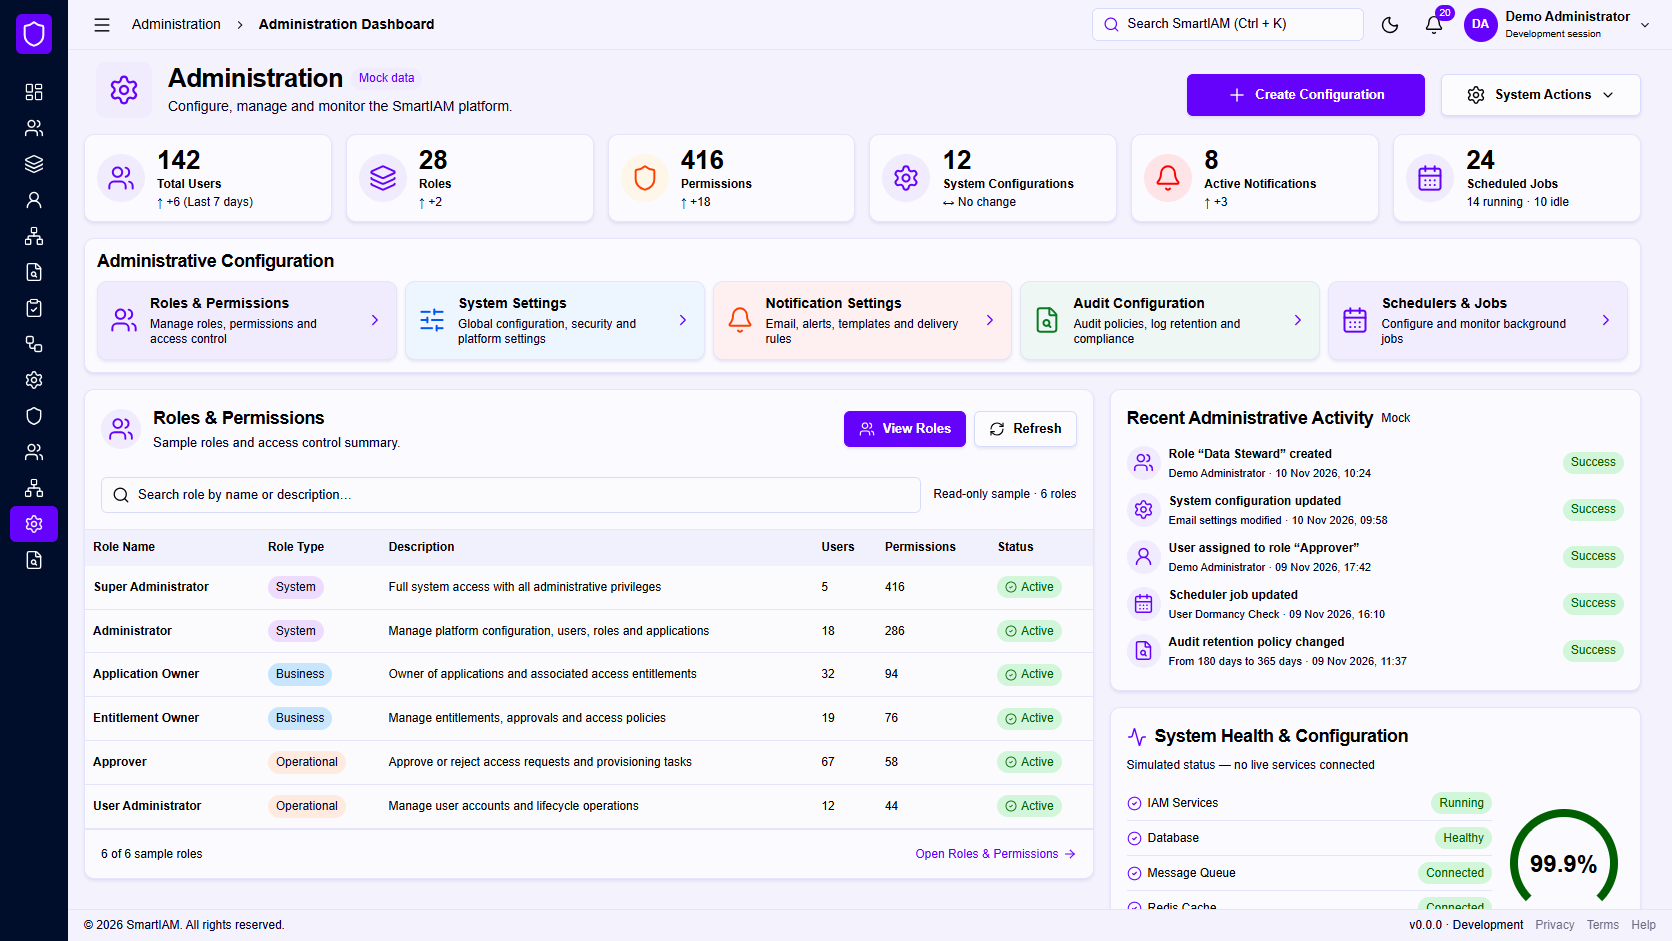 Administration > Administration Dashboard
Search SmartIAM (Ctrl + K)
20
DA
Demo Administrator
Development session
Administration
Mock data
Configure, manage and monitor the SmartIAM platform.
Create Configuration
System Actions
142
Total Users
↑ +6 (Last 7 days)
28
Roles
↑ +2
416
Permissions
↑ +18
12
System Configurations
↔ No change
8
Active Notifications
↑ +3
24
Scheduled Jobs
14 running · 10 idle
Administrative Configuration
Roles & Permissions
Manage roles, permissions and
access control
System Settings
Global configuration, security and
platform settings
Notification Settings
Email, alerts, templates and delivery
rules
Audit Configuration
Audit policies, log retention and
compliance
Schedulers & Jobs
Configure and monitor background
jobs
Roles & Permissions
Sample roles and access control summary.
View Roles
Refresh
Search role by name or description...
Read-only sample · 6 roles
Role Name Role Type Description Users Permissions Status
Super Administrator System Full system access with all administrative privileges 5 416 Active
Administrator System Manage platform configuration, users, roles and applications 18 286 Active
Application Owner Business Owner of applications and associated access entitlements 32 94 Active
Entitlement Owner Business Manage entitlements, approvals and access policies 19 76 Active
Approver Operational Approve or reject access requests and provisioning tasks 67 58 Active
User Administrator Operational Manage user accounts and lifecycle operations 12 44 Active
6 of 6 sample roles
Open Roles & Permissions →
Recent Administrative Activity Mock
Role “Data Steward” created
Demo Administrator · 10 Nov 2026, 10:24
Success
System configuration updated
Email settings modified · 10 Nov 2026, 09:58
Success
User assigned to role “Approver”
Demo Administrator · 09 Nov 2026, 17:42
Success
Scheduler job updated
User Dormancy Check · 09 Nov 2026, 16:10
Success
Audit retention policy changed
From 180 days to 365 days · 09 Nov 2026, 11:37
Success
System Health & Configuration
Simulated status — no live services connected
IAM Services Running
Database Healthy
Message Queue Connected
Redis Cache Connected
99.9%
© 2026 SmartIAM. All rights reserved.
v0.0.0 · Development Privacy Terms Help